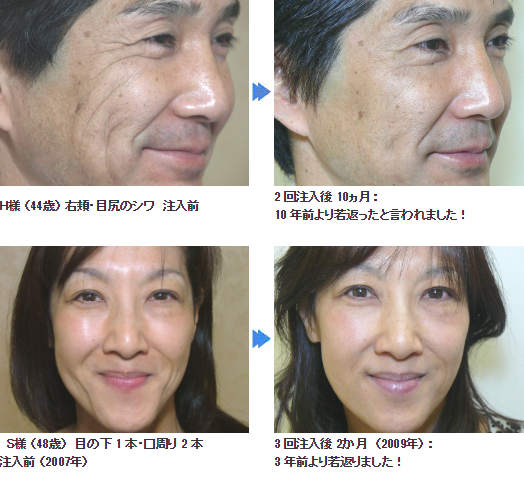 H様 (44歳) 右頬・目尻のシワ 注入前
2回注入後 10ヵ月：
10年前より若返ったと言われました！
S様 (48歳) 目の下1本・口周り2本
注入前 (2007年)
3回注入後 2か月 (2009年)：
3年前より若返りました！